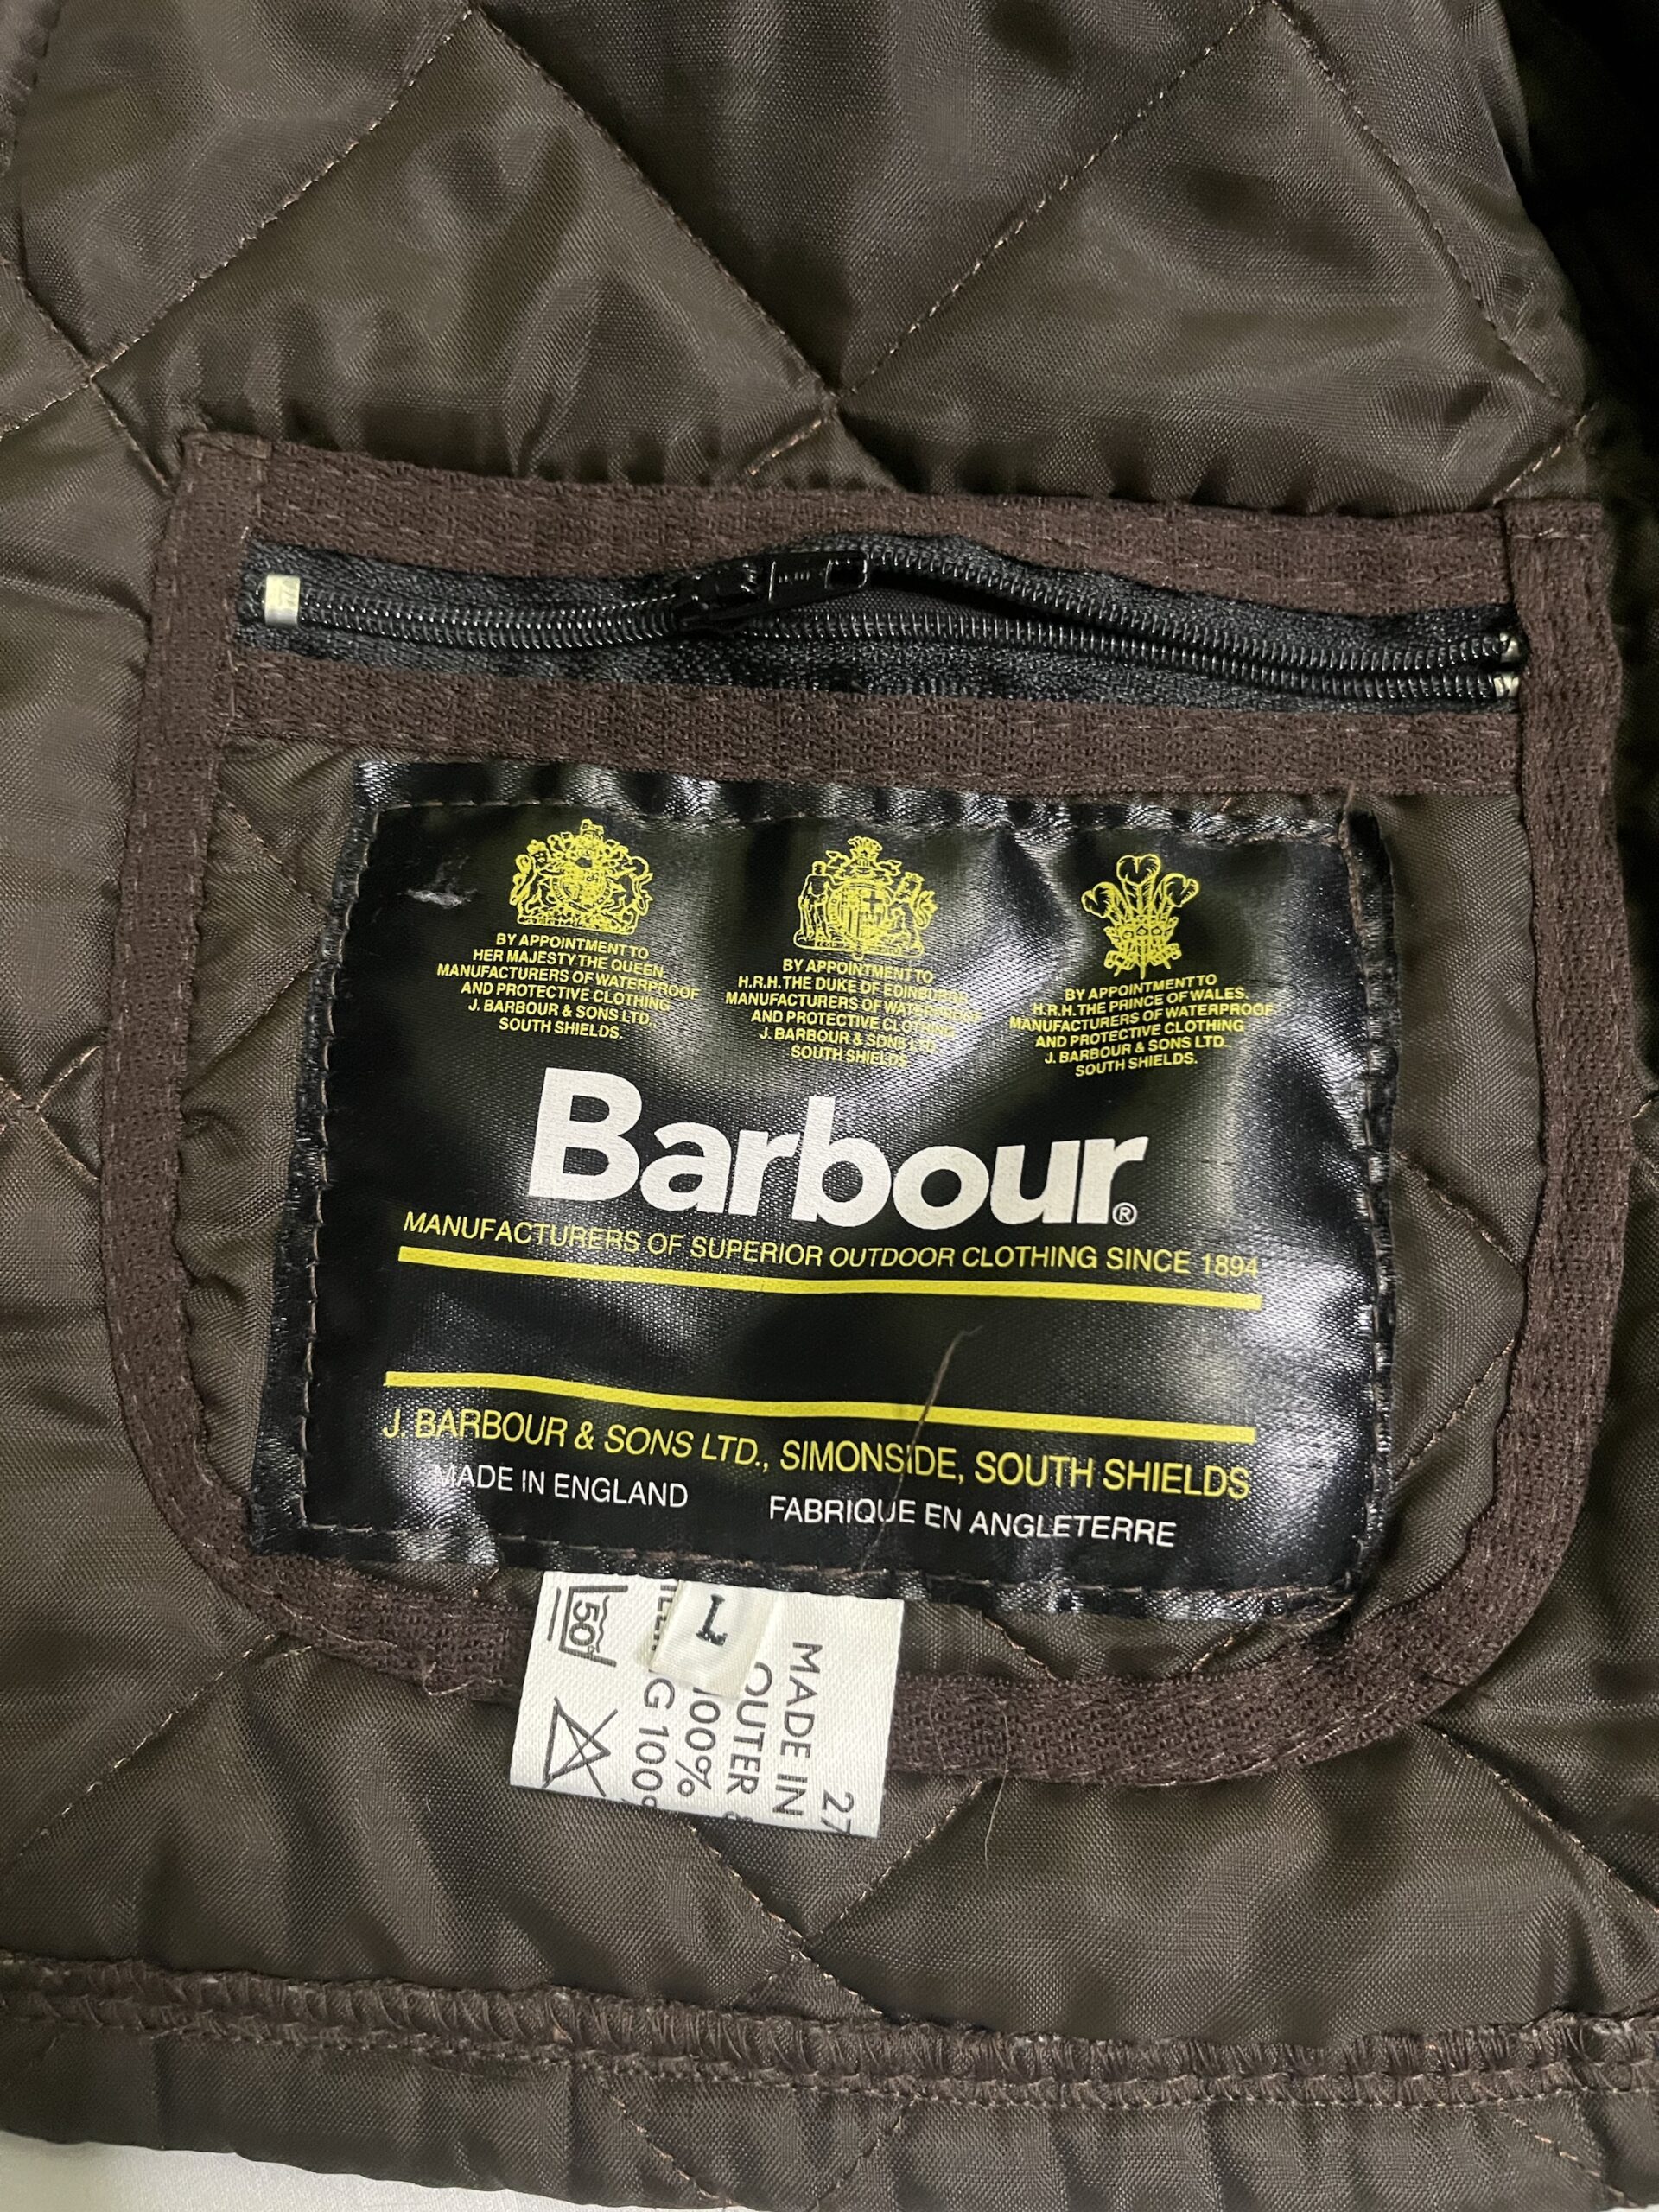 BY APPOINTMENT TO
HER MAJESTY THE QUEEN
MANUFACTURERS OF WATERPROOF
AND PROTECTIVE CLOTHING
J. BARBOUR & SONS LTD.,
SOUTH SHIELDS.
BY APPOINTMENT TO
H.R.H. THE DUKE OF EDINBURGH
MANUFACTURERS OF WATERPROOF
AND PROTECTIVE CLOTHING
J. BARBOUR & SONS LTD.
SOUTH SHIELDS.
BY APPOINTMENT TO
H.R.H. THE PRINCE OF WALES,
MANUFACTURERS OF WATERPROOF
AND PROTECTIVE CLOTHING
J. BARBOUR & SONS LTD.,
SOUTH SHIELDS.
Barbour®
MANUFACTURERS OF SUPERIOR OUTDOOR CLOTHING SINCE 1894
J. BARBOUR & SONS LTD., SIMONSIDE, SOUTH SHIELDS
MADE IN ENGLAND
FABRIQUE EN ANGLETERRE
L
27
MADE IN
OUTER
100%
G 100%
50°